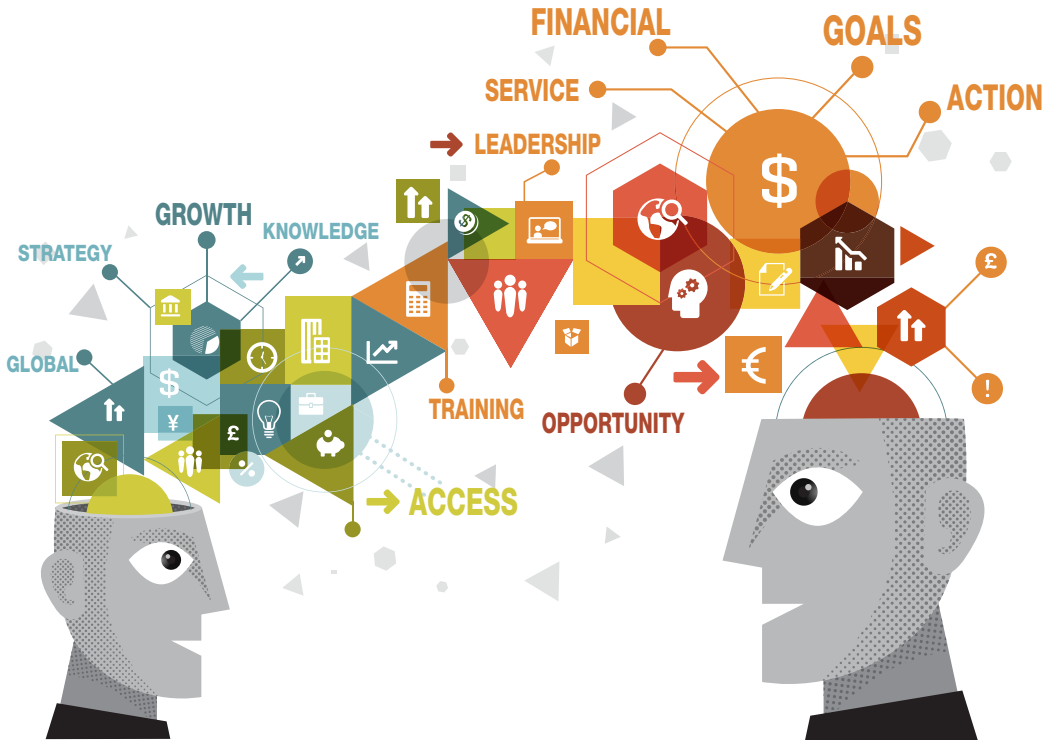 FINANCIAL
GOALS
SERVICE
ACTION
LEADERSHIP
$
$
GROWTH
KNOWLEDGE
STRATEGY
£
GLOBAL
$
€
!
¥
£
%
TRAINING
OPPORTUNITY
ACCESS